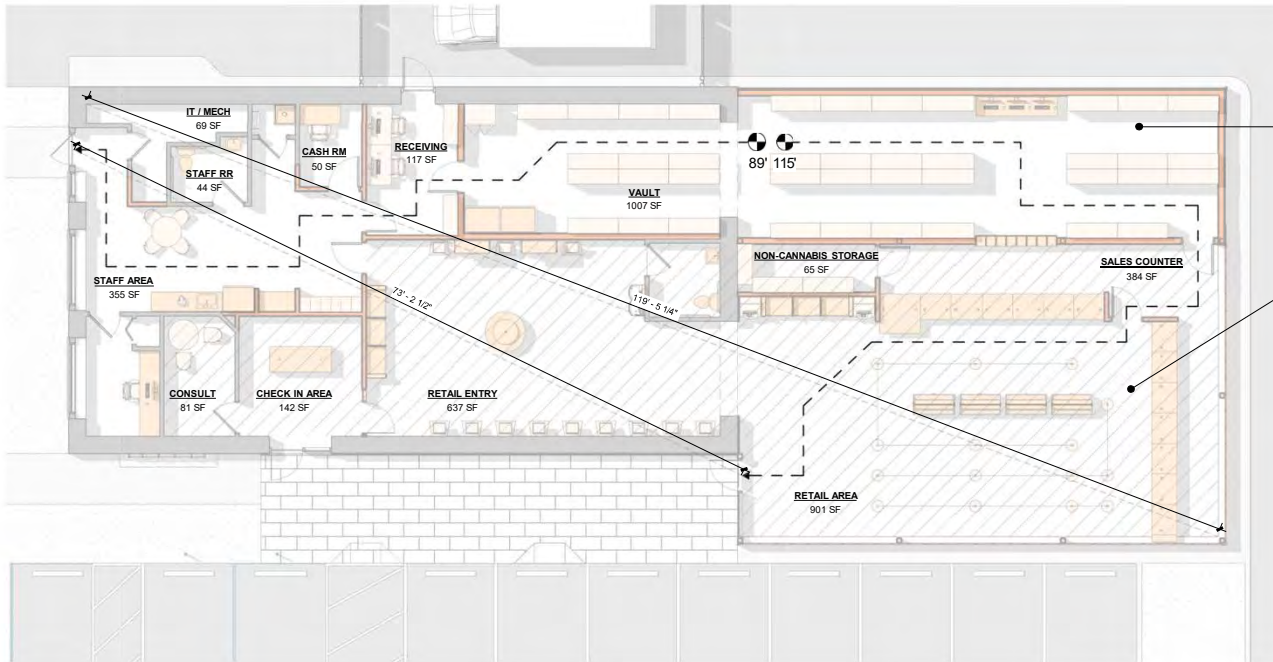 IT / MECH
69 SF
CASH RM
50 SF
RECEIVING
117 SF
STAFF RR
44 SF
89' 115'
VAULT
1007 SF
STAFF AREA
355 SF
NON-CANNABIS STORAGE
65 SF
SALES COUNTER
384 SF
73' - 2 1/2"
119' - 5 1/4"
CONSULT
81 SF
CHECK IN AREA
142 SF
RETAIL ENTRY
637 SF
RETAIL AREA
901 SF